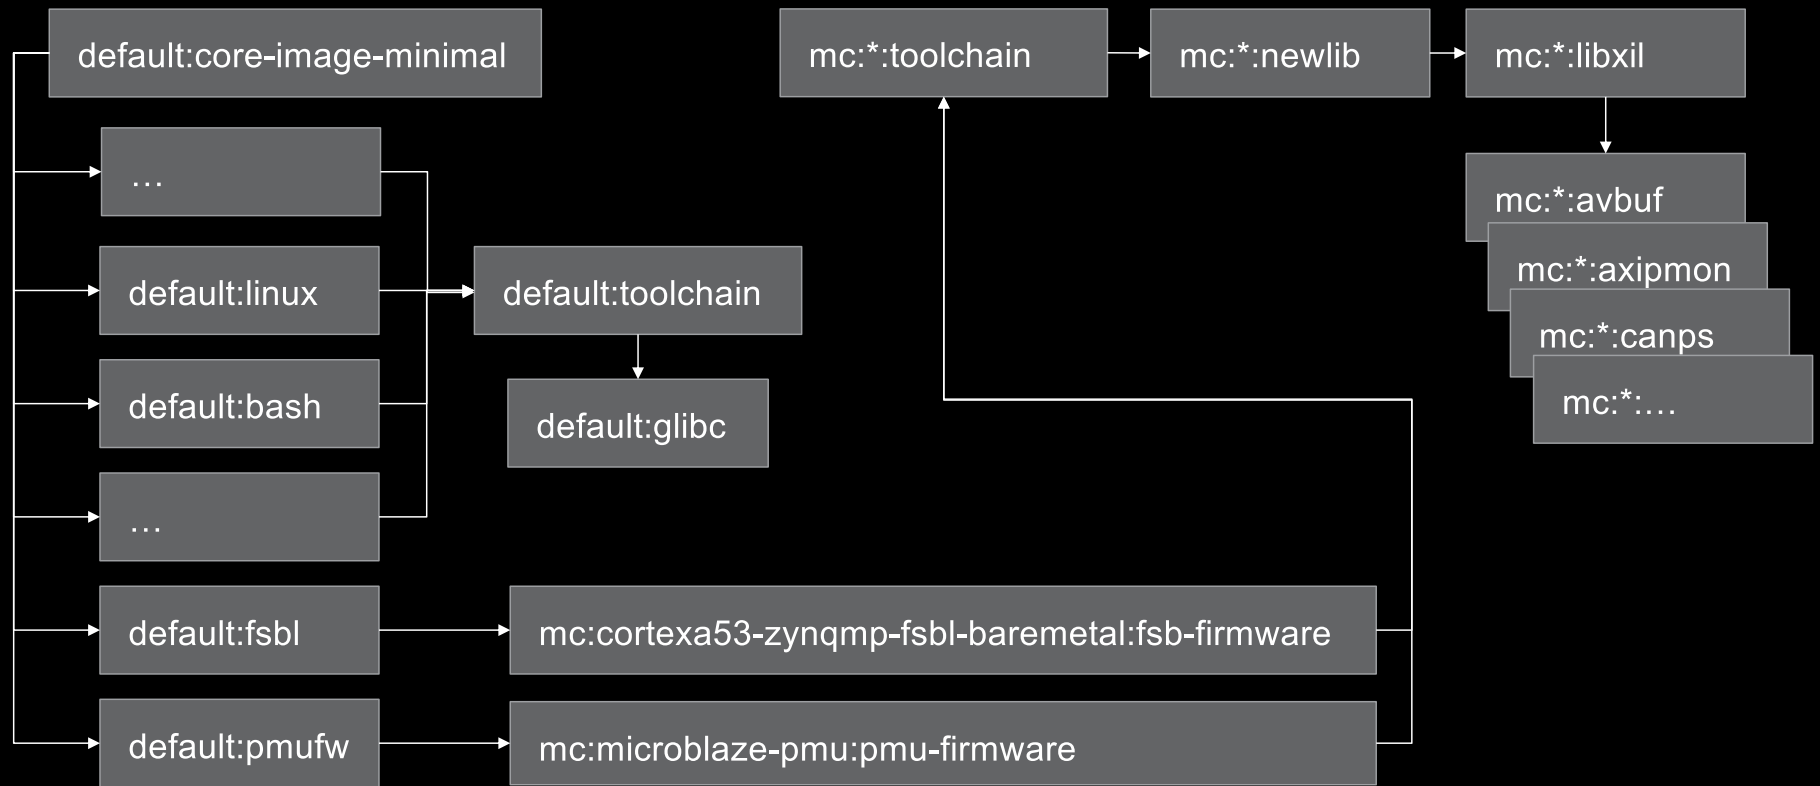 default:core-image-minimal
mc:*:toolchain
mc:*:newlib
mc:*:libxil
...
mc:*:avbuf
default:linux
default:toolchain
mc:*:axipmon
mc:*:canps
default:bash
default:glibc
mc:*:…
…
default:fsbl
mc:cortexa53-zynqmp-fsbl-baremetal:fsb-firmware
default:pmufw
mc:microblaze-pmu:pmu-firmware